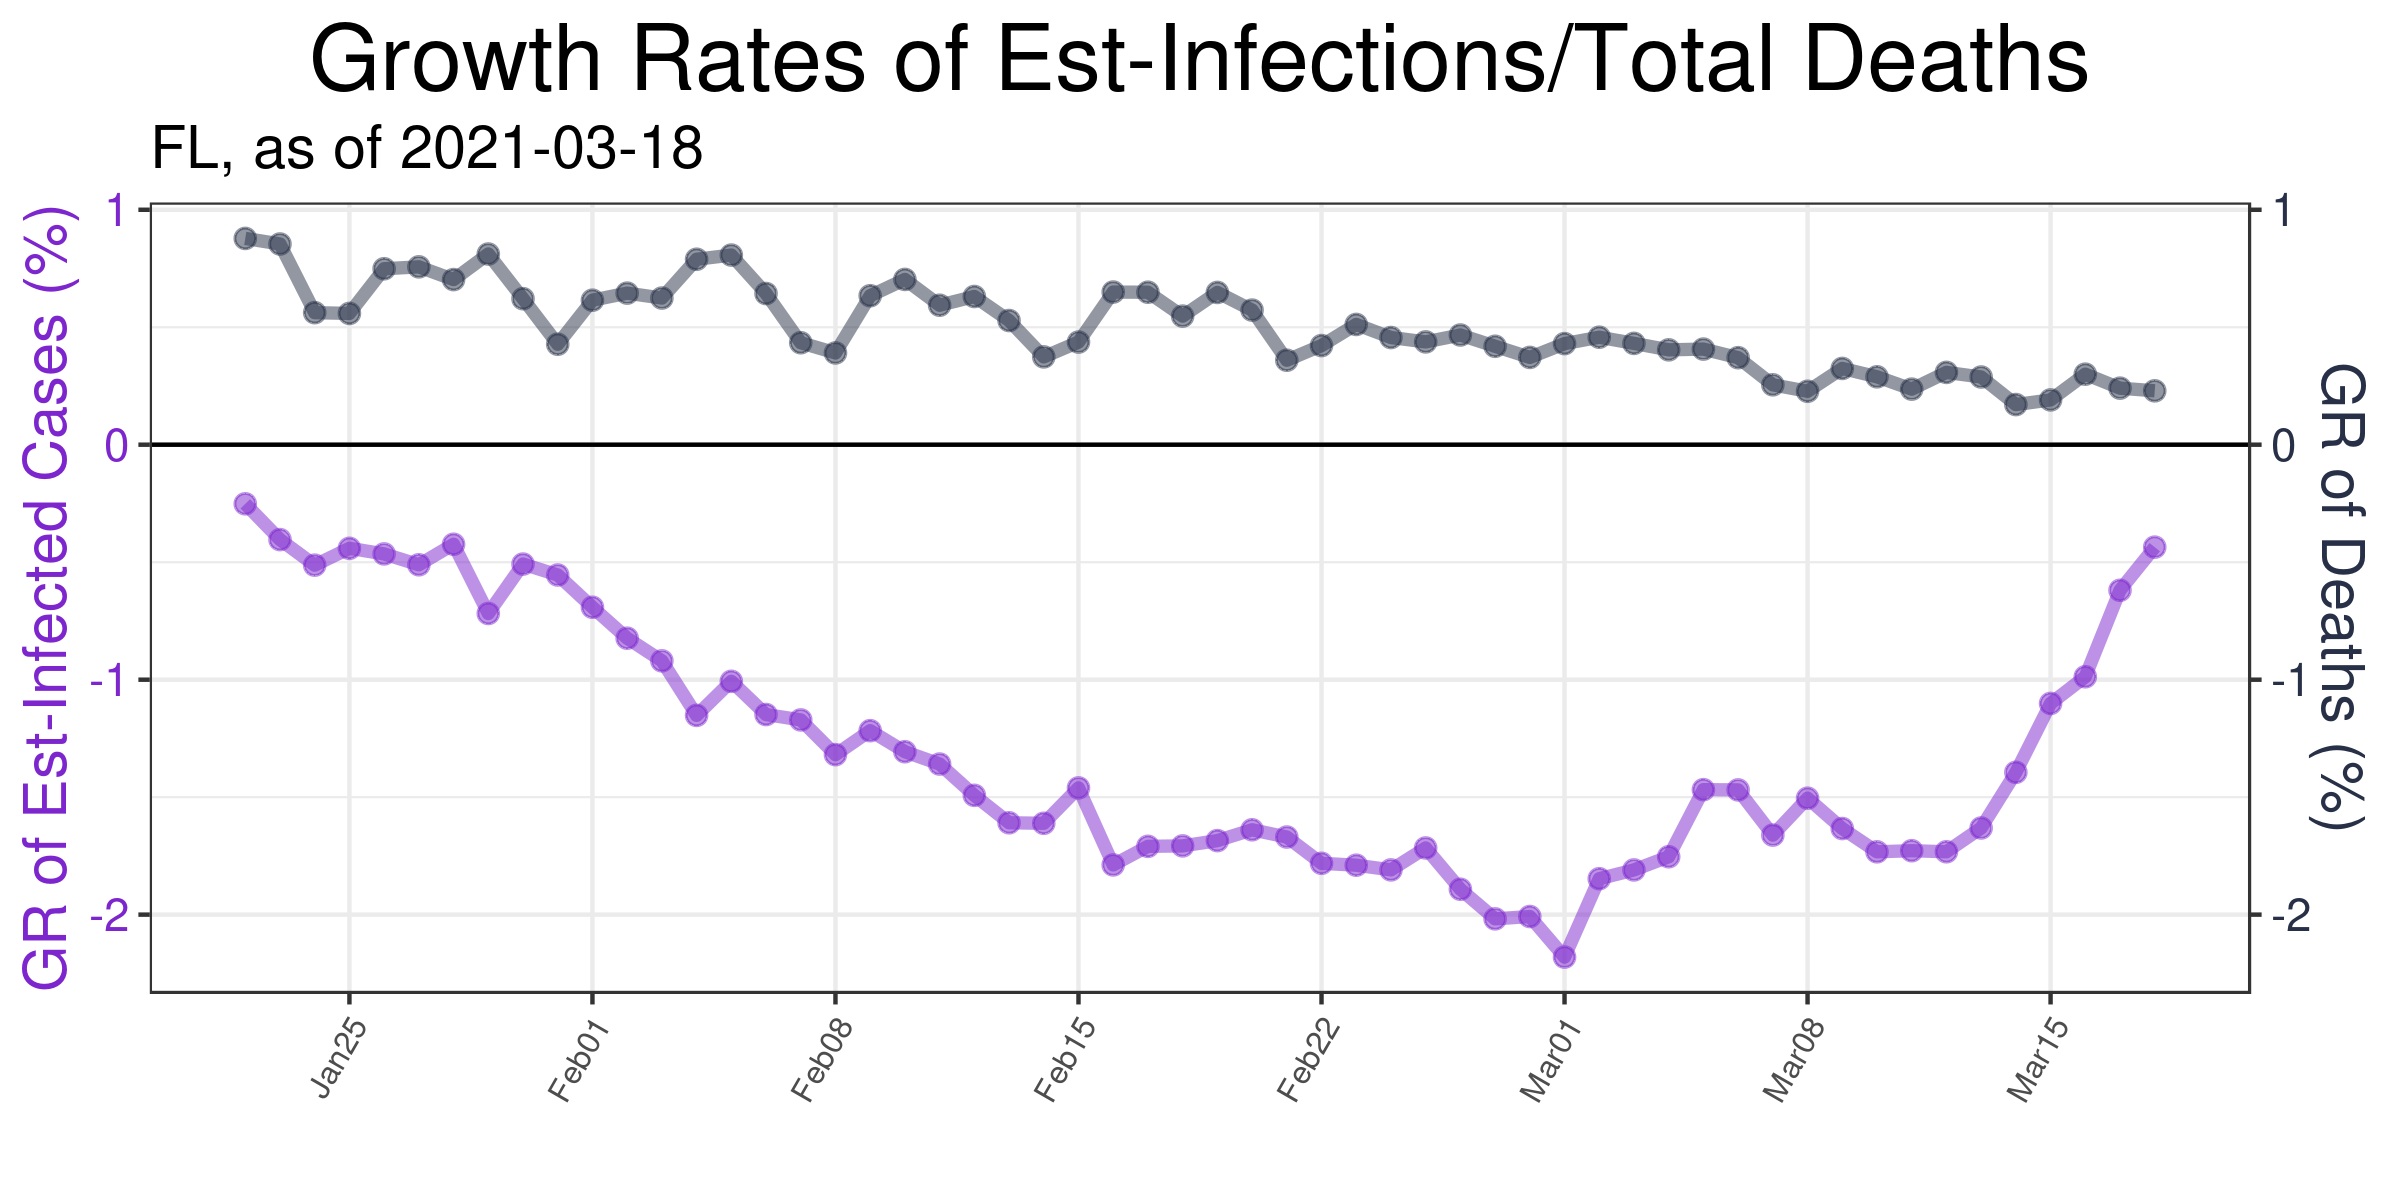 Growth Rates of Est-Infections/Total Deaths
FL, as of 2021-03-18
GR of Est-Infected Cases (%)
1
0
-1
-2
1
0
-1
-2
GR of Deaths (%)
Jan25
Feb01
Feb08
Feb15
Feb22
Mar01
Mar08
Mar15